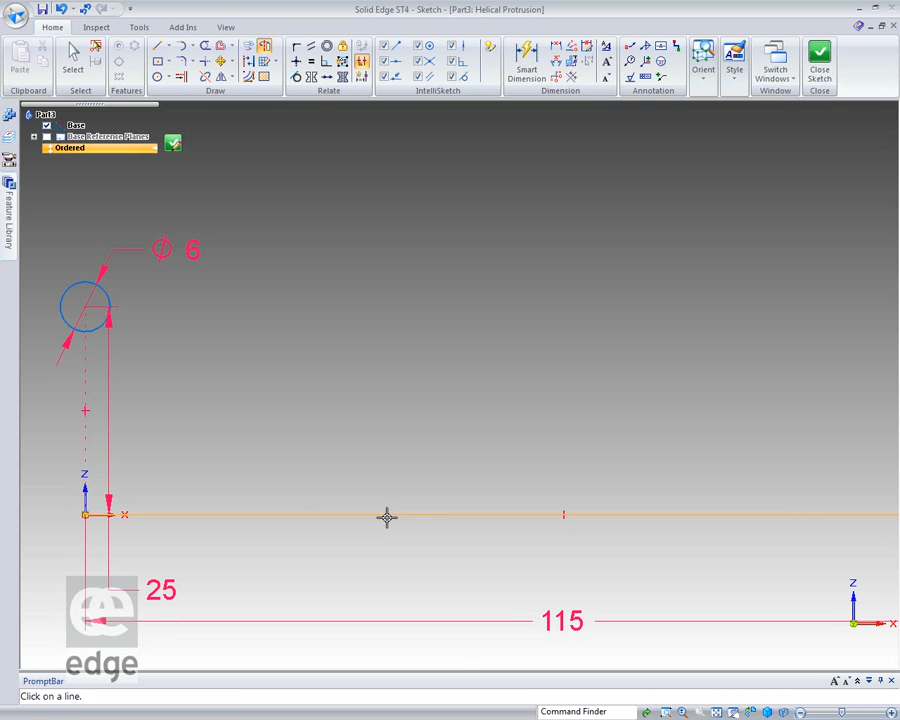 Solid Edge ST4 - Sketch - [Part3: Helical Protrusion]
Home Inspect Tools Add Ins View
Paste
Select
Smart Dimension
Orient
Style
Switch Windows
Close Sketch
Clipboard Select Features Draw Relate IntelliSketch Dimension Annotation Window Close
Part3
Base
Base Reference Planes
Ordered
Feature Library
∅ 6
Z
X
25
115
Z
X
edge
PromptBar
Click on a line.
Command Finder